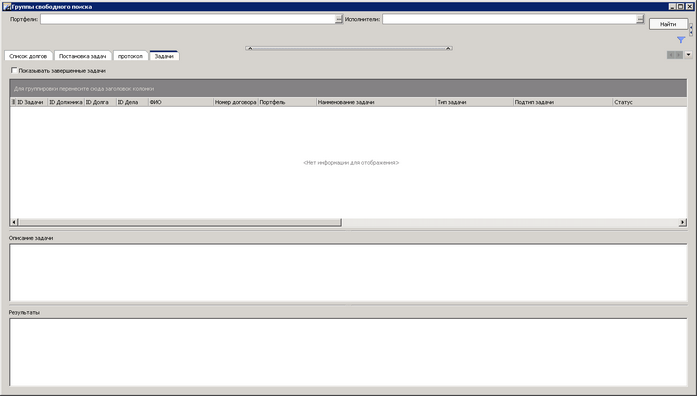 Группы свободного поиска
Портфели:
Исполнители:
Найти
Список долгов
Постановка задач
протокол
Задачи
Показывать завершенные задачи
Для группировки переместите сюда заголовок колонки
ID Задачи ID Должника ID Долга ID Дела ФИО Номер договора Портфель Наименование задачи Тип задачи Подтип задачи Статус
<Нет информации для отображения>
Описание задачи
Результаты